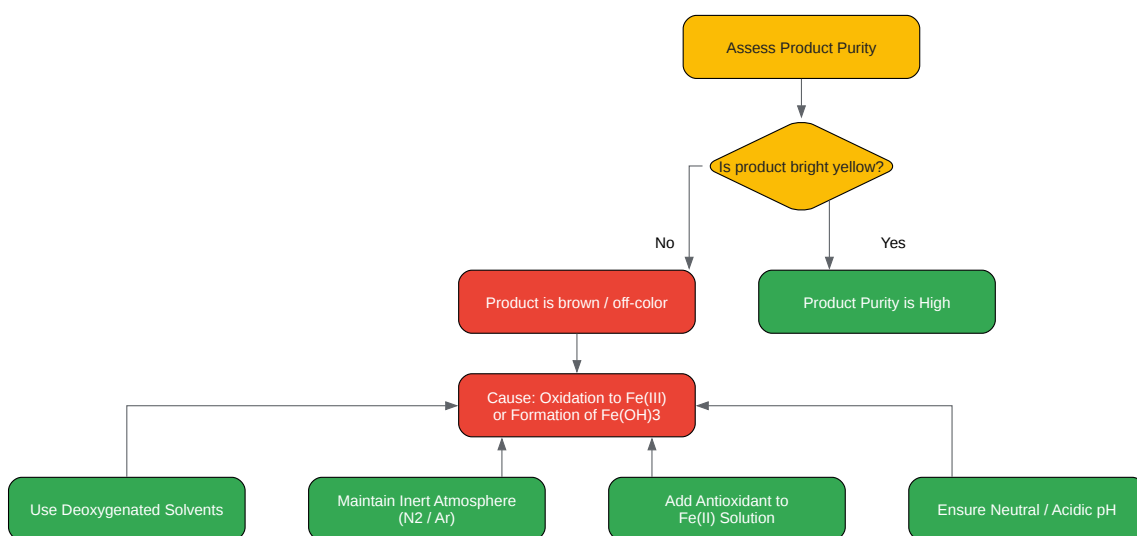 Assess Product Purity
Is product bright yellow?
No
Yes
Product is brown / off-color
Product Purity is High
Cause: Oxidation to Fe(III)
or Formation of Fe(OH)3
Use Deoxygenated Solvents
Maintain Inert Atmosphere
(N2 / Ar)
Add Antioxidant to
Fe(II) Solution
Ensure Neutral / Acidic pH